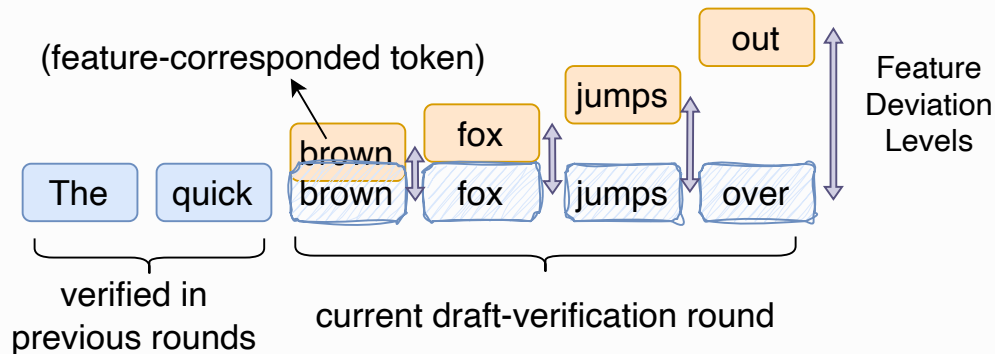 out
(feature-corresponded token)
Feature
Deviation
Levels
jumps
fox
brown
The quick brown fox jumps over
verified in
previous rounds
current draft-verification round